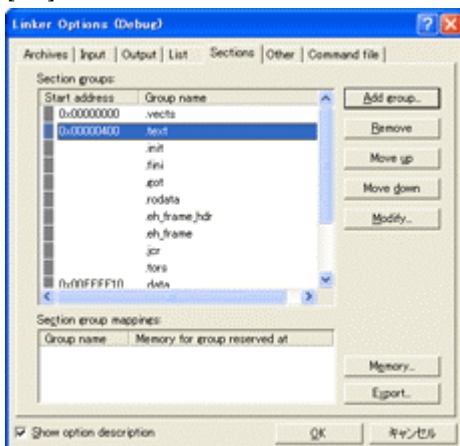 Linker Options (Debug)
Archives Input Output List Sections Other Command file
Section groups:
Start address Group name
0x00000000 .vects
0x00000400 .text
.init
.fini
.got
.rodata
.eh_frame_hdr
.eh_frame
.jcr
.tors
0x00FFEF10 .data
Add group...
Remove
Move up
Move down
Modify...
Section group mappings:
Group name Memory for group reserved at
Memory...
Export...
Show option description
OK キャンセル